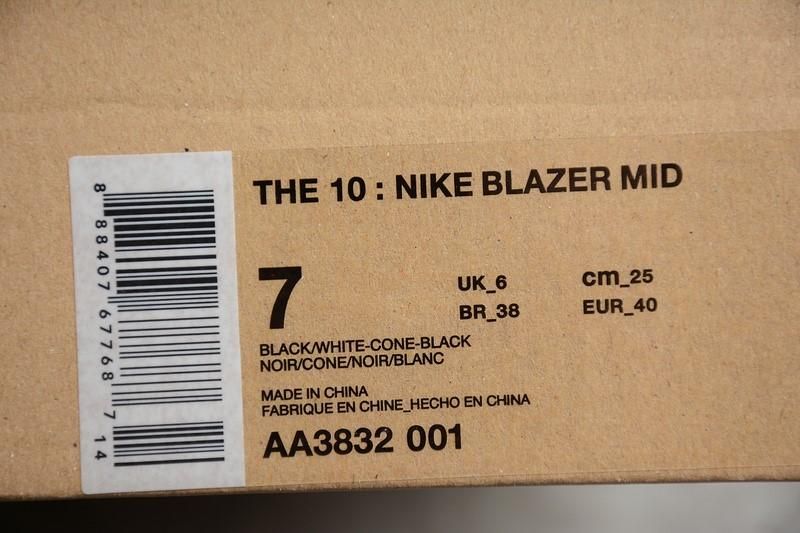 8 88407 67768 7 14
THE 10 : NIKE BLAZER MID
7
UK_6 cm_25
BR_38 EUR_40
BLACK/WHITE-CONE-BLACK
NOIR/CONE/NOIR/BLANC
MADE IN CHINA
FABRIQUE EN CHINE_HECHO EN CHINA
AA3832 001